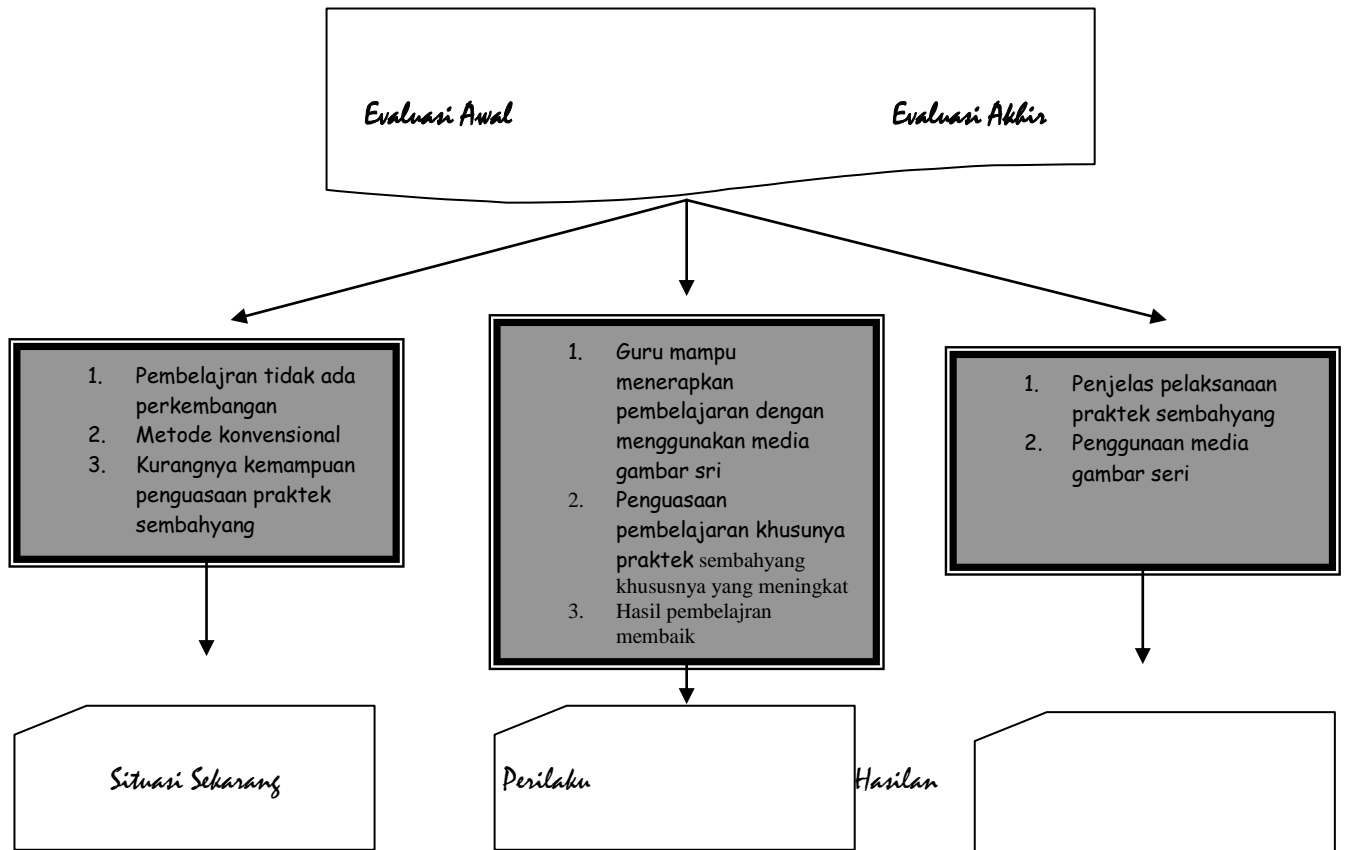 Evaluasi Awal Evaluasi Akhir
1. Pembelajran tidak ada
perkembangan
2. Metode konvensional
3. Kurangnya kemampuan
penguasaan praktek
sembahyang
1. Guru mampu
menerapkan
pembelajaran dengan
menggunakan media
gambar sri
2. Penguasaan
pembelajaran khusunya
praktek sembahyang
khususnya yang meningkat
3. Hasil pembelajran
membaik
1. Penjelas pelaksanaan
praktek sembahyang
2. Penggunaan media
gambar seri
Situasi Sekarang
Perilaku
Hasilan